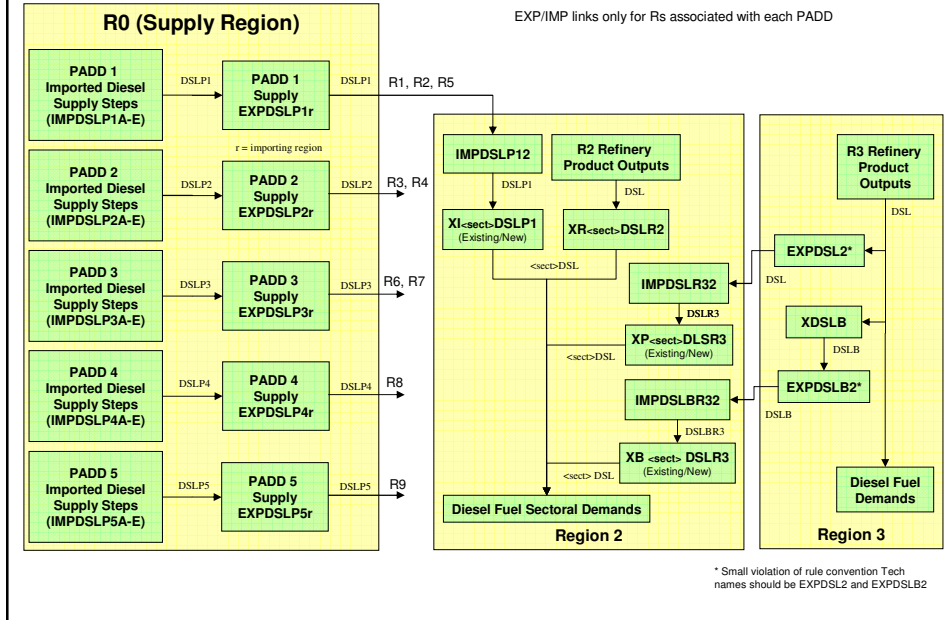 EXP/IMP links only for Rs associated with each PADD
R0 (Supply Region)
PADD 1
Imported Diesel
Supply Steps
(IMPDSLP1A-E)
DSLP1
PADD 1
Supply
EXPDSLP1r
DSLP1
R1, R2, R5
r = importing region
PADD 2
Imported Diesel
Supply Steps
(IMPDSLP2A-E)
DSLP2
PADD 2
Supply
EXPDSLP2r
DSLP2
R3, R4
PADD 3
Imported Diesel
Supply Steps
(IMPDSLP3A-E)
DSLP3
PADD 3
Supply
EXPDSLP3r
DSLP3
R6, R7
PADD 4
Imported Diesel
Supply Steps
(IMPDSLP4A-E)
DSLP4
PADD 4
Supply
EXPDSLP4r
DSLP4
R8
PADD 5
Imported Diesel
Supply Steps
(IMPDSLP5A-E)
DSLP5
PADD 5
Supply
EXPDSLP5r
DSLP5
R9
IMPDSLP12
DSLP1
XI<sect>DSLP1
(Existing/New)
R2 Refinery
Product Outputs
DSL
XR<sect>DSLR2
<sect>DSL
IMPDSLR32
DSLR3
XP<sect>DLSR3
(Existing/New)
<sect>DSL
IMPDSLBR32
DSLBR3
XB <sect> DSLR3
(Existing/New)
<sect> DSL
Diesel Fuel Sectoral Demands
Region 2
R3 Refinery
Product
Outputs
DSL
EXPDSL2*
DSL
XDSLB
DSLB
EXPDSLB2*
DSLB
Diesel Fuel
Demands
Region 3
* Small violation of rule convention Tech
names should be EXPDSL2 and EXPDSLB2